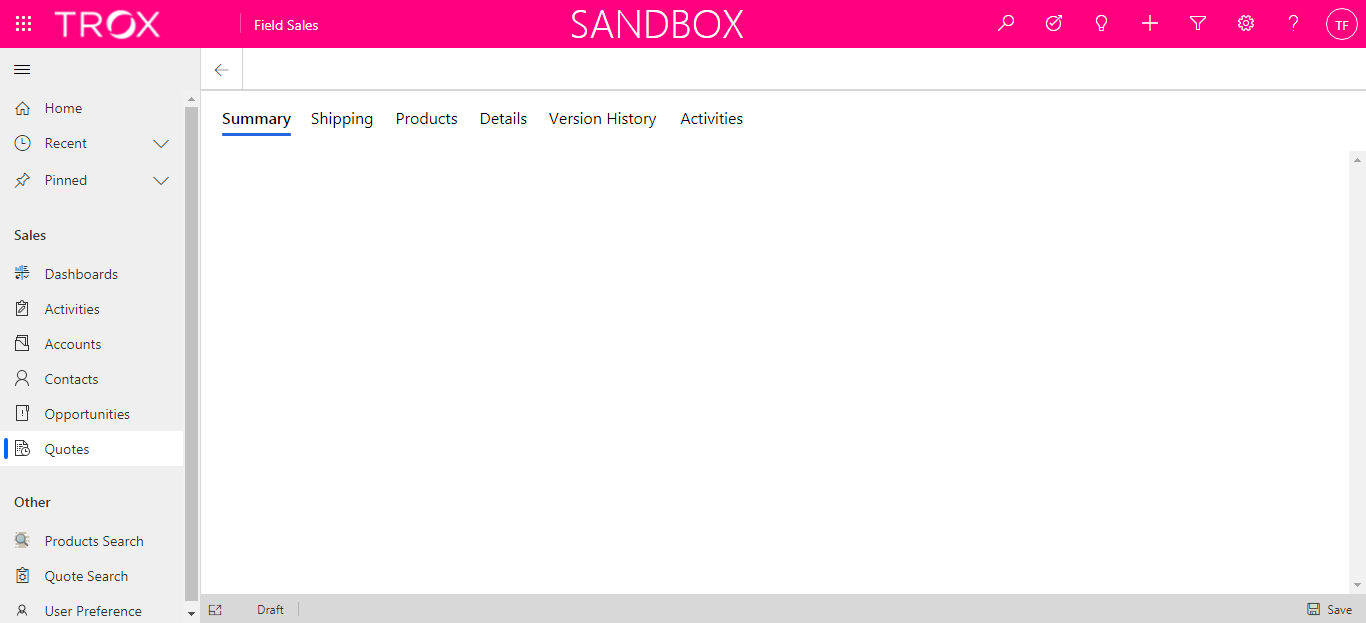 TROX
Field Sales
SANDBOX
TF
Home
Recent
Pinned
Sales
Dashboards
Activities
Accounts
Contacts
Opportunities
Quotes
Other
Products Search
Quote Search
User Preference
Summary Shipping Products Details Version History Activities
Draft
Save